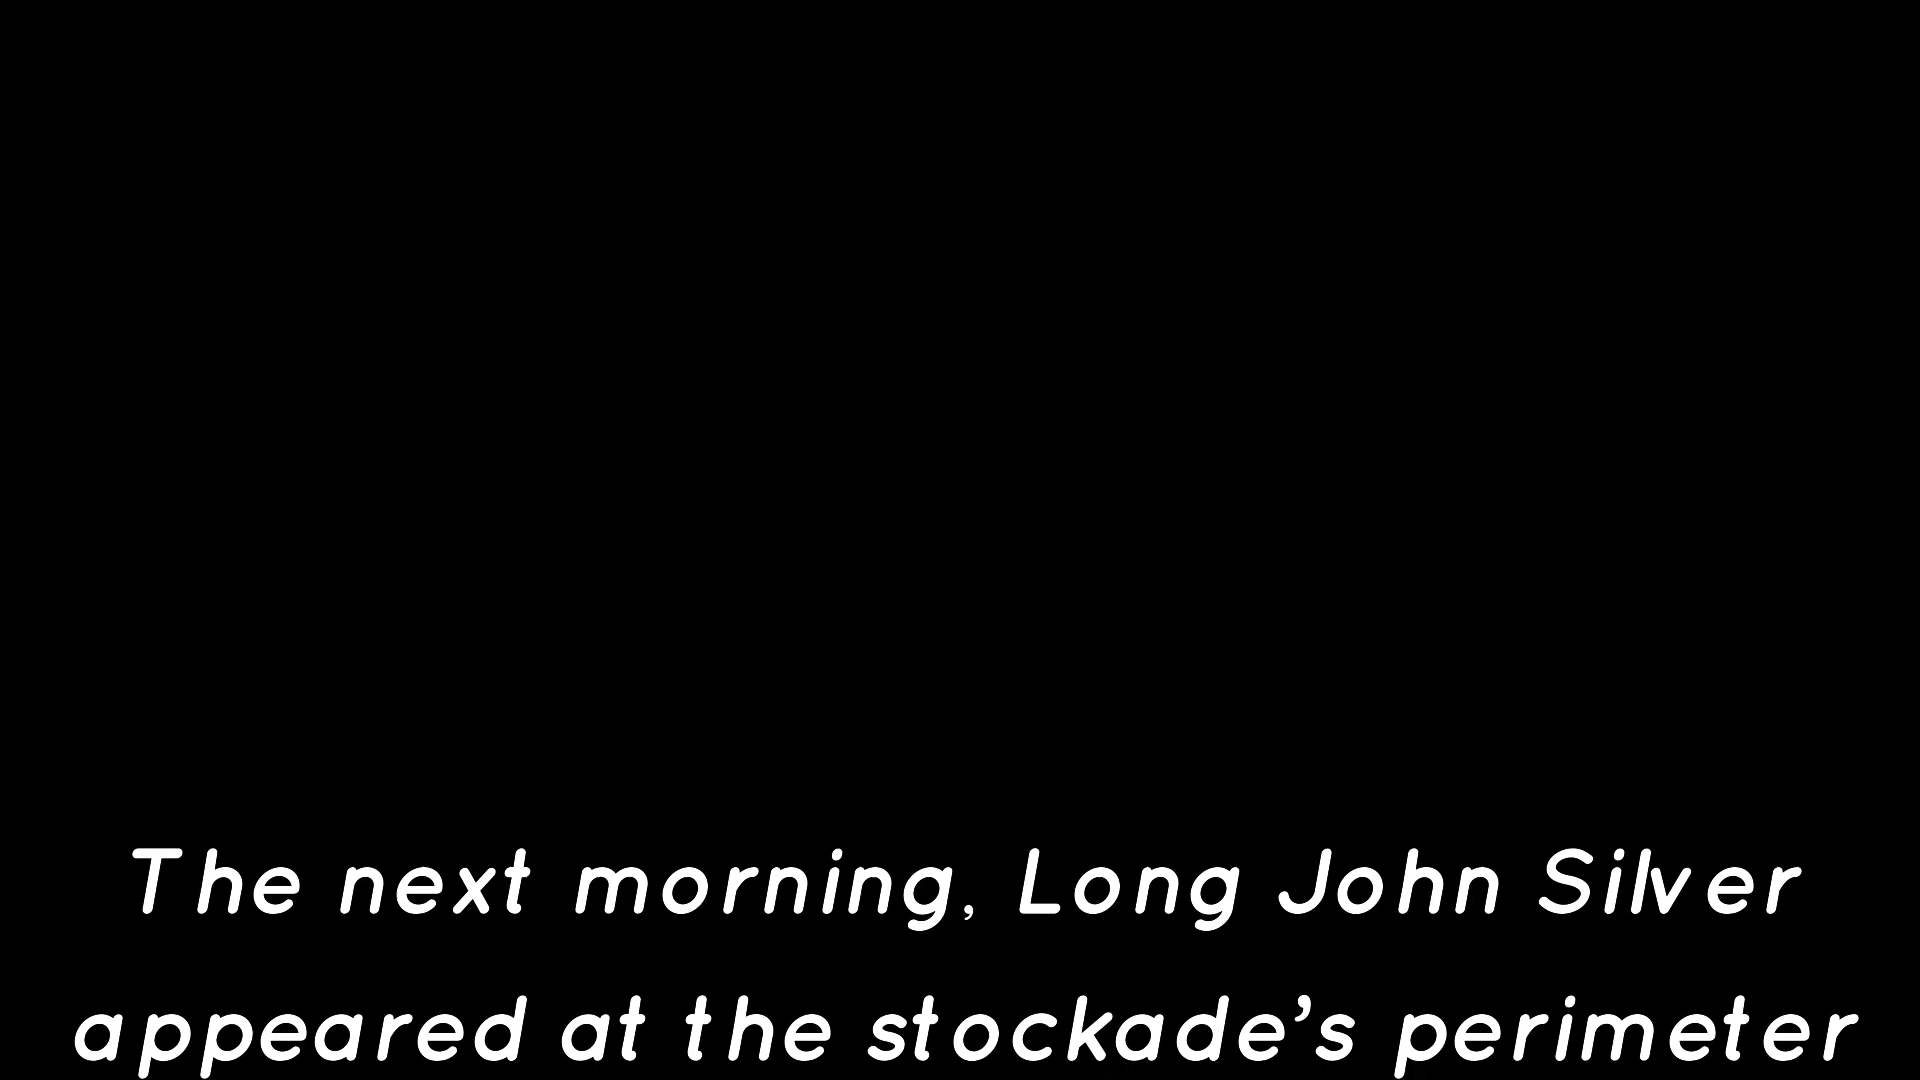 The next morning, Long John Silver
appeared at the stockade’s perimeter